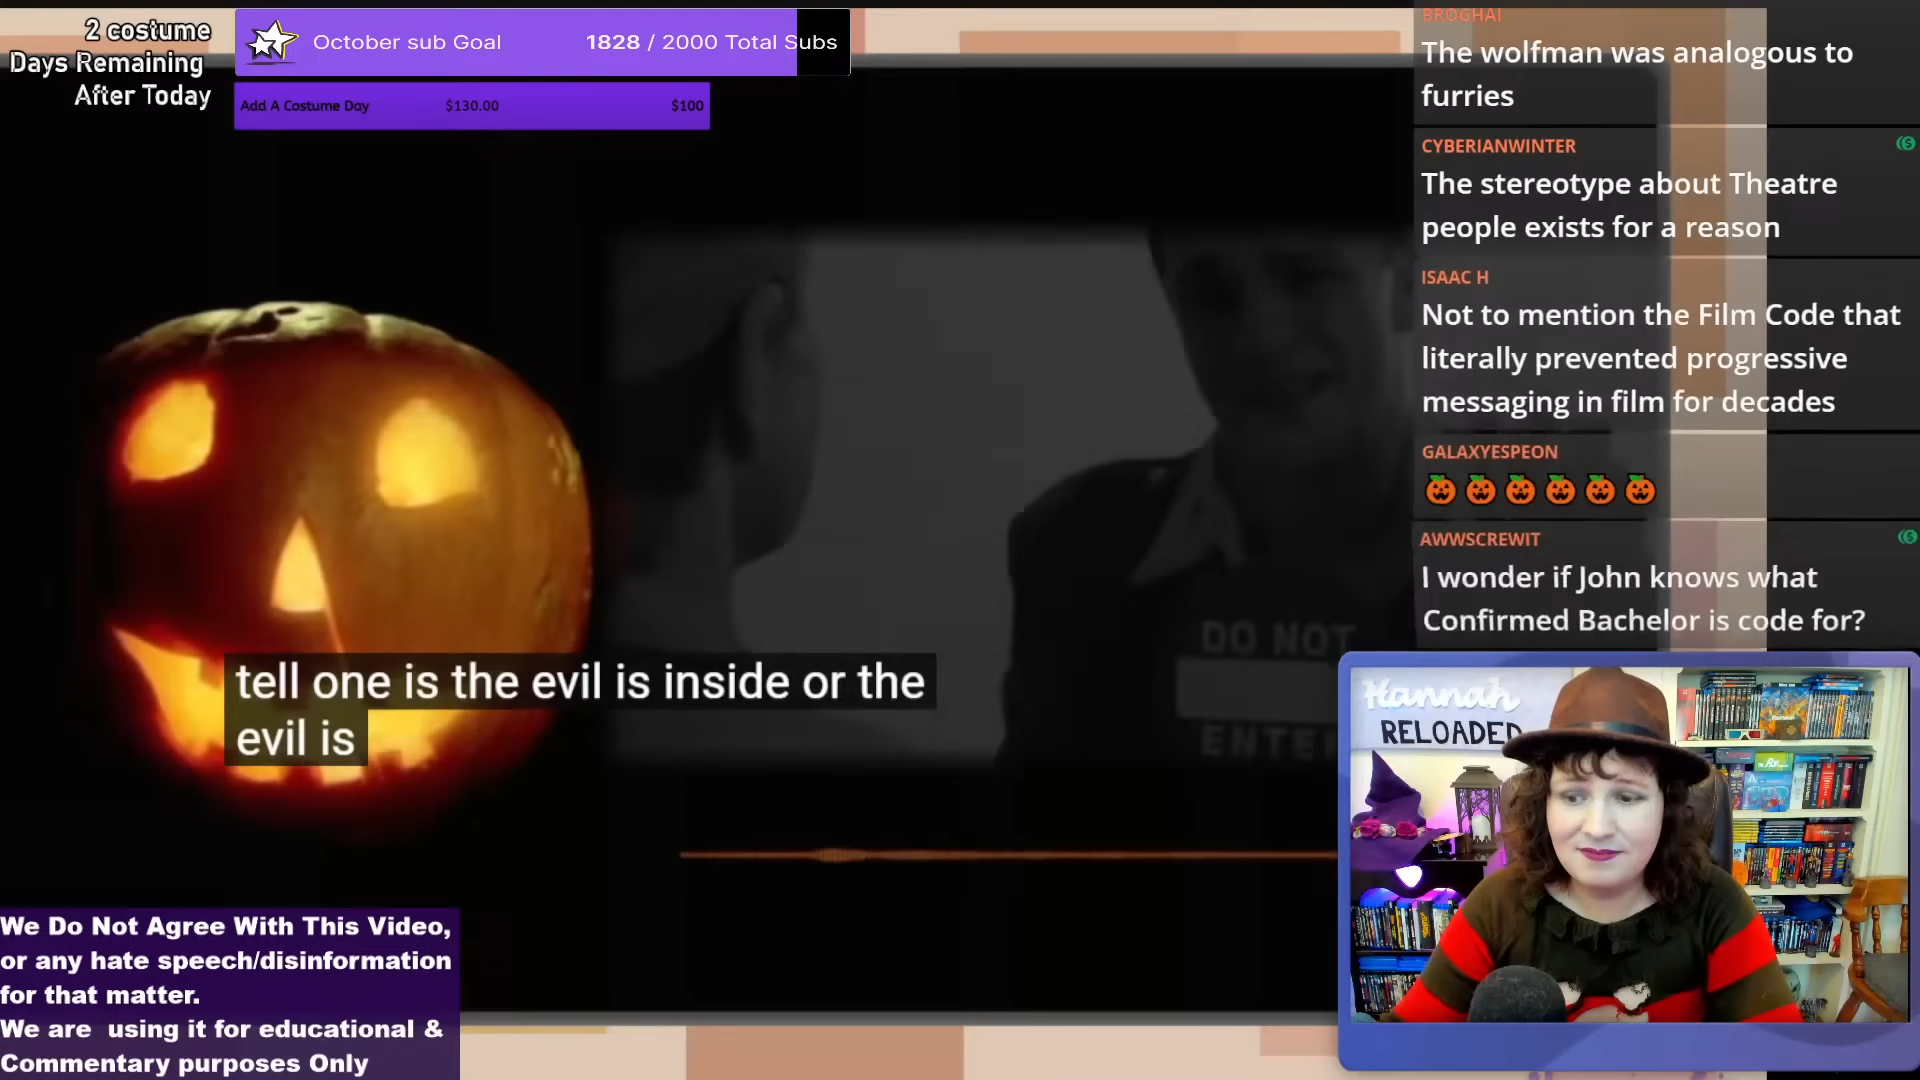 2 costume
Days Remaining
After Today
October sub Goal 1828 / 2000 Total Subs
Add A Costume Day $130.00 $100
BROGHAI
The wolfman was analogous to
furries
CYBERIANWINTER
The stereotype about Theatre
people exists for a reason
ISAAC H
Not to mention the Film Code that
literally prevented progressive
messaging in film for decades
GALAXYESPEON
🎃🎃🎃🎃🎃🎃
AWWSCREWIT
I wonder if John knows what
Confirmed Bachelor is code for?
DO NOT
tell one is the evil is inside or the
evil is
Hannah
RELOADED
We Do Not Agree With This Video,
or any hate speech/disinformation
for that matter.
We are using it for educational &
Commentary purposes Only